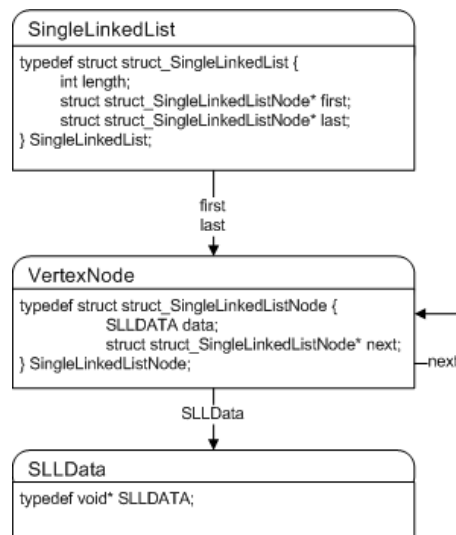 SingleLinkedList
typedef struct struct_SingleLinkedList {
int length;
struct struct_SingleLinkedListNode* first;
struct struct_SingleLinkedListNode* last;
} SingleLinkedList;
first
last
VertexNode
typedef struct struct_SingleLinkedListNode {
SLLDATA data;
struct struct_SingleLinkedListNode* next;
} SingleLinkedListNode;
next
SLLData
SLLData
typedef void* SLLDATA;